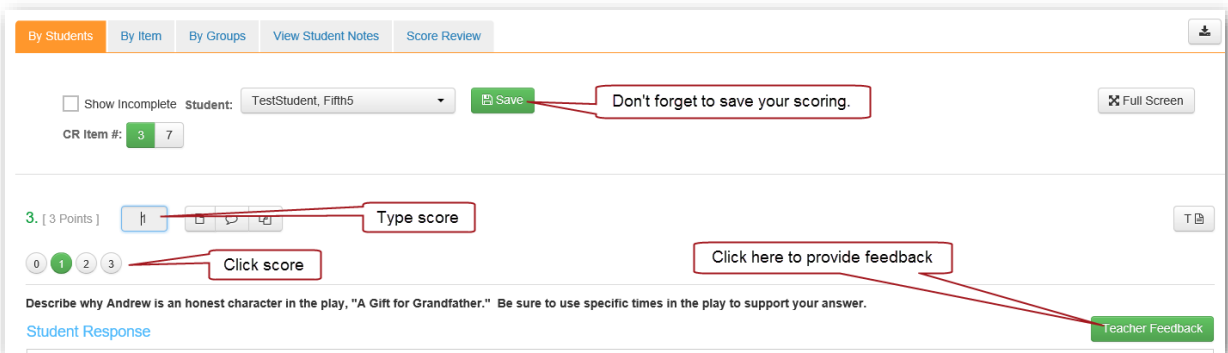 By Students By Item By Groups View Student Notes Score Review
Show Incomplete Student: TestStudent, Fifth5 Save Don't forget to save your scoring. Full Screen
CR Item #: 3 7
3. [ 3 Points ] 1 Type score T
0 1 2 3 Click score Click here to provide feedback
Describe why Andrew is an honest character in the play, "A Gift for Grandfather." Be sure to use specific times in the play to support your answer.
Student Response Teacher Feedback